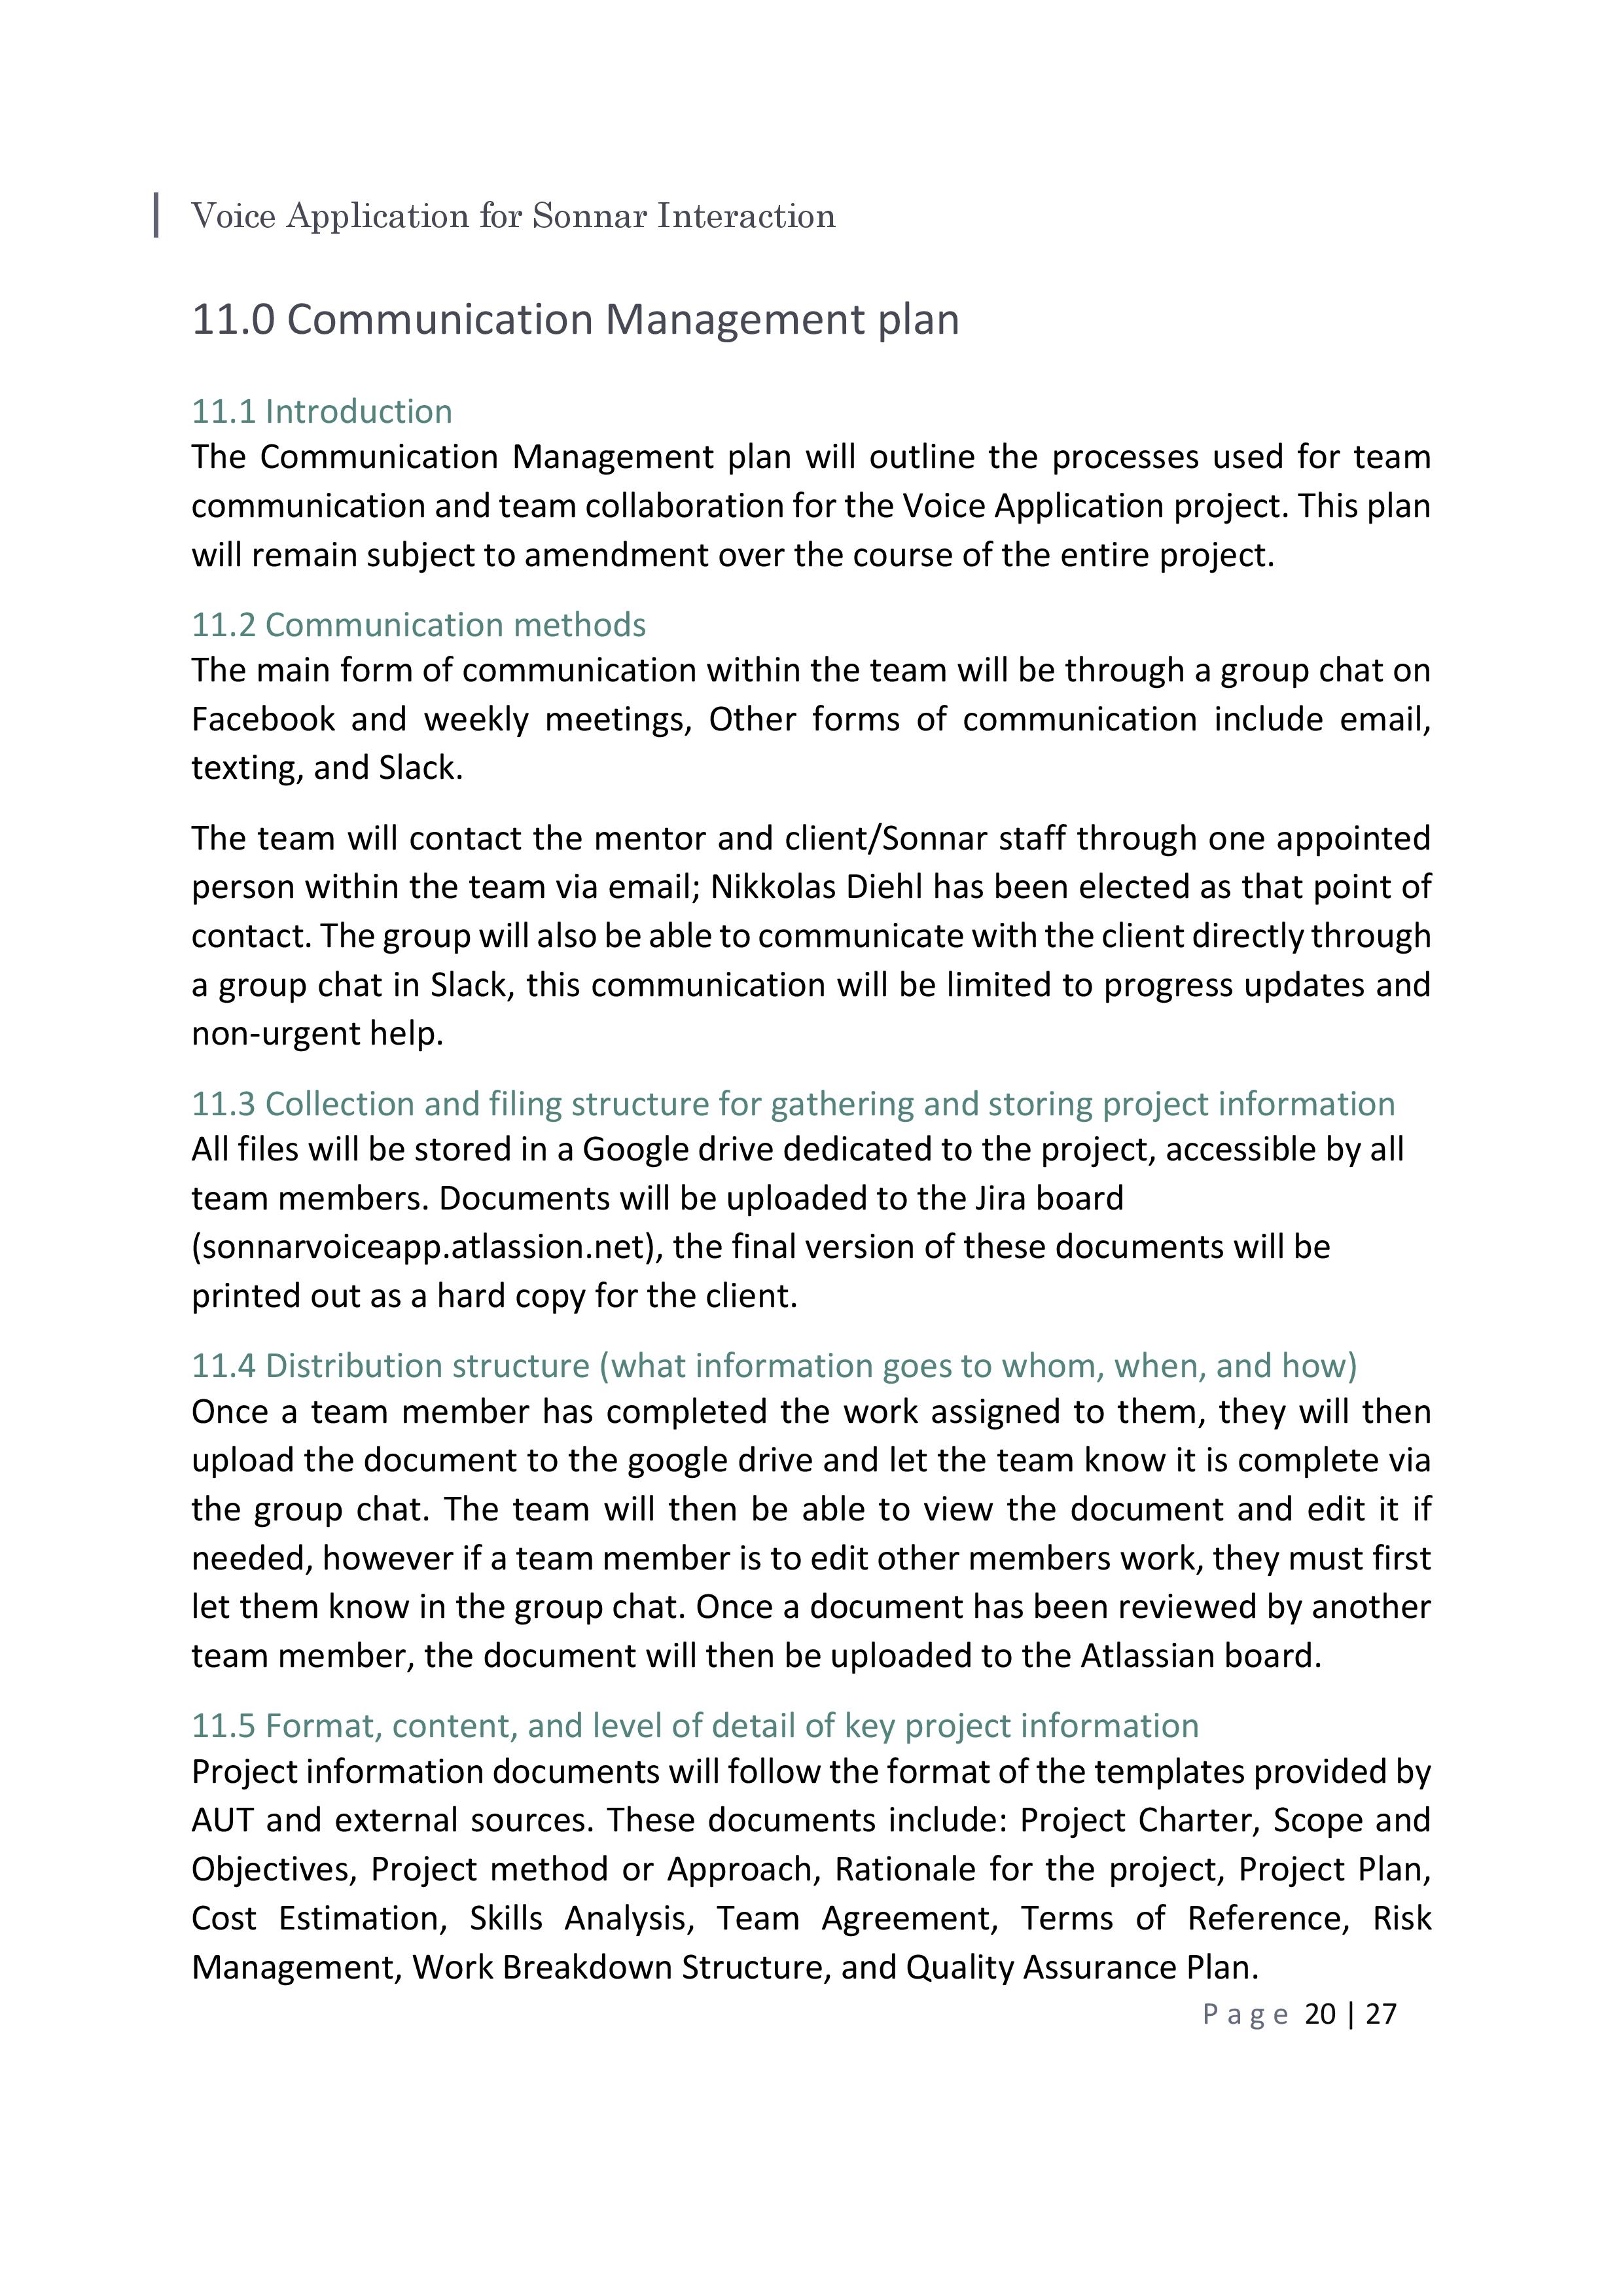 Voice Application for Sonnar Interaction
11.0 Communication Management plan
11.1 Introduction
The Communication Management plan will outline the processes used for team
communication and team collaboration for the Voice Application project. This plan
will remain subject to amendment over the course of the entire project.
11.2 Communication methods
The main form of communication within the team will be through a group chat on
Facebook and weekly meetings, Other forms of communication include email,
texting, and Slack.
The team will contact the mentor and client/Sonnar staff through one appointed
person within the team via email; Nikkolas Diehl has been elected as that point of
contact. The group will also be able to communicate with the client directly through
a group chat in Slack, this communication will be limited to progress updates and
non-urgent help.
11.3 Collection and filing structure for gathering and storing project information
All files will be stored in a Google drive dedicated to the project, accessible by all
team members. Documents will be uploaded to the Jira board
(sonnarvoiceapp.atlassion.net), the final version of these documents will be
printed out as a hard copy for the client.
11.4 Distribution structure (what information goes to whom, when, and how)
Once a team member has completed the work assigned to them, they will then
upload the document to the google drive and let the team know it is complete via
the group chat. The team will then be able to view the document and edit it if
needed, however if a team member is to edit other members work, they must first
let them know in the group chat. Once a document has been reviewed by another
team member, the document will then be uploaded to the Atlassian board.
11.5 Format, content, and level of detail of key project information
Project information documents will follow the format of the templates provided by
AUT and external sources. These documents include: Project Charter, Scope and
Objectives, Project method or Approach, Rationale for the project, Project Plan,
Cost Estimation, Skills Analysis, Team Agreement, Terms of Reference, Risk
Management, Work Breakdown Structure, and Quality Assurance Plan.
Page 20 | 27